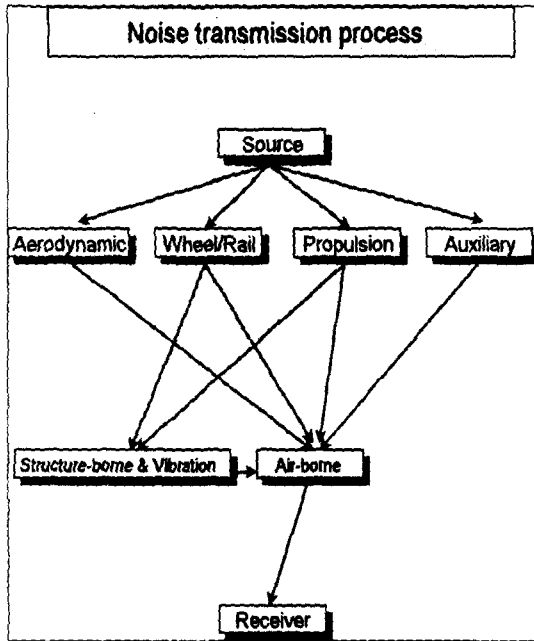 Noise transmission process
Source
Aerodynamic Wheel/Rail Propulsion Auxiliary
Structure-borne & Vibration Air-borne
Receiver